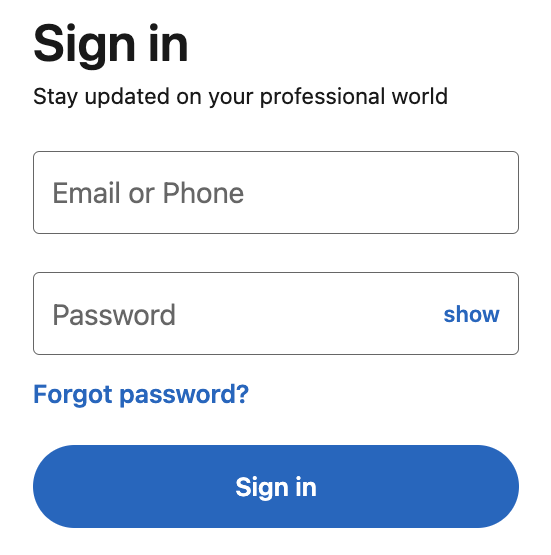 Sign in
Stay updated on your professional world
Email or Phone
Password show
Forgot password?
Sign in